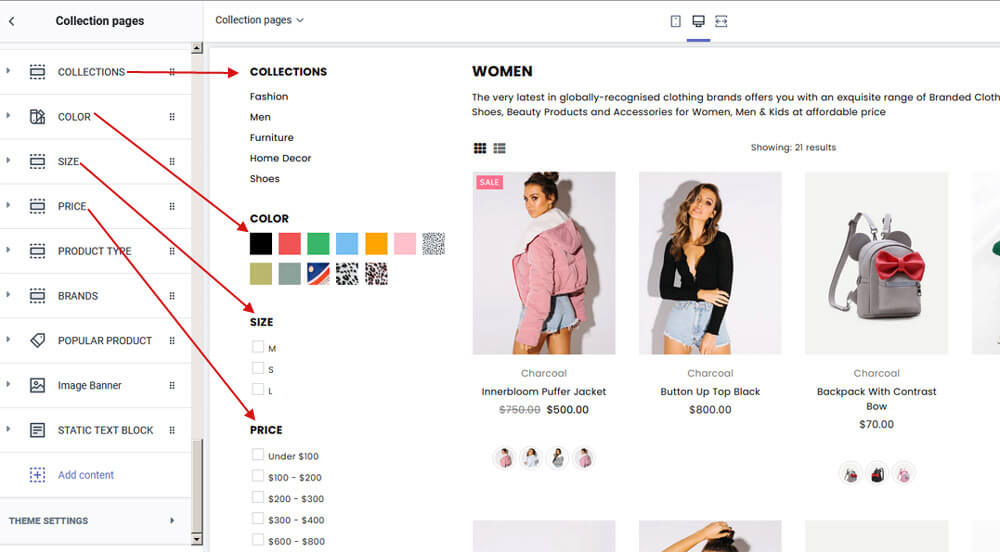 Collection pages
COLLECTIONS
COLOR
SIZE
PRICE
PRODUCT TYPE
BRANDS
POPULAR PRODUCT
Image Banner
STATIC TEXT BLOCK
Add content
THEME SETTINGS
Collection pages
COLLECTIONS
Fashion
Men
Furniture
Home Decor
Shoes
COLOR
SIZE
M
S
L
PRICE
Under $100
$100 - $200
$200 - $300
$300 - $400
$600 - $800
WOMEN
The very latest in globally-recognised clothing brands offers you with an exquisite range of Branded Cloth
Shoes, Beauty Products and Accessories for Women, Men & Kids at affordable price
Showing: 21 results
SALE
Charcoal
Innerbloom Puffer Jacket
$750.00 $500.00
Charcoal
Button Up Top Black
$800.00
Charcoal
Backpack With Contrast
Bow
$70.00